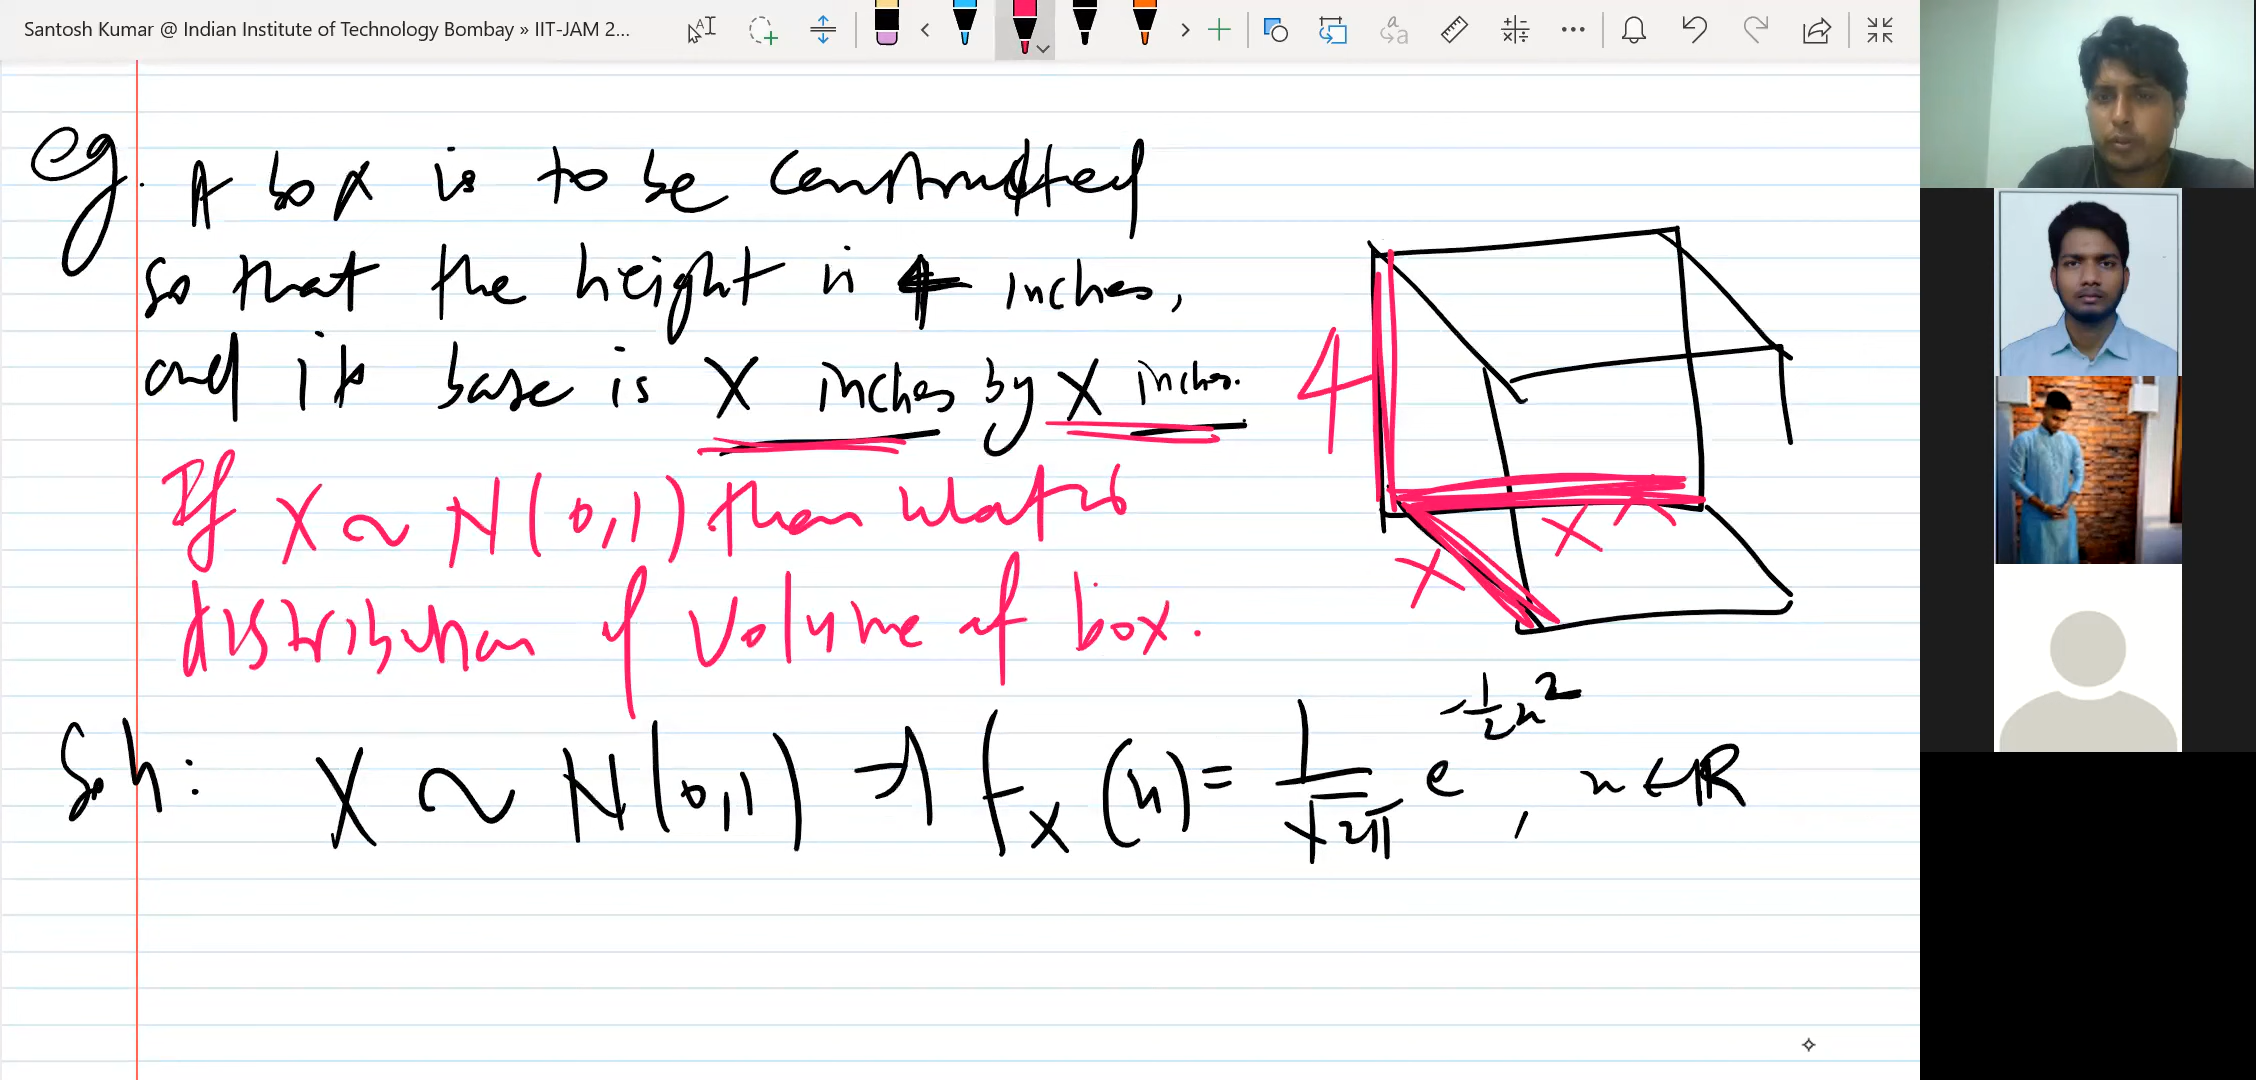 Santosh Kumar @ Indian Institute of Technology Bombay » IIT-JAM 2...
eg. A box is to be constructed
so that the height is 4 inches,
and its base is X inches by X inches.
If X ~ N(0,1) then what is
distribution of Volume of box.
4
X X
X
Soln: X ~ N(0,1) → f_X(x) = 1/√2π e^{-1/2 x^2}, x ∈ ℝ